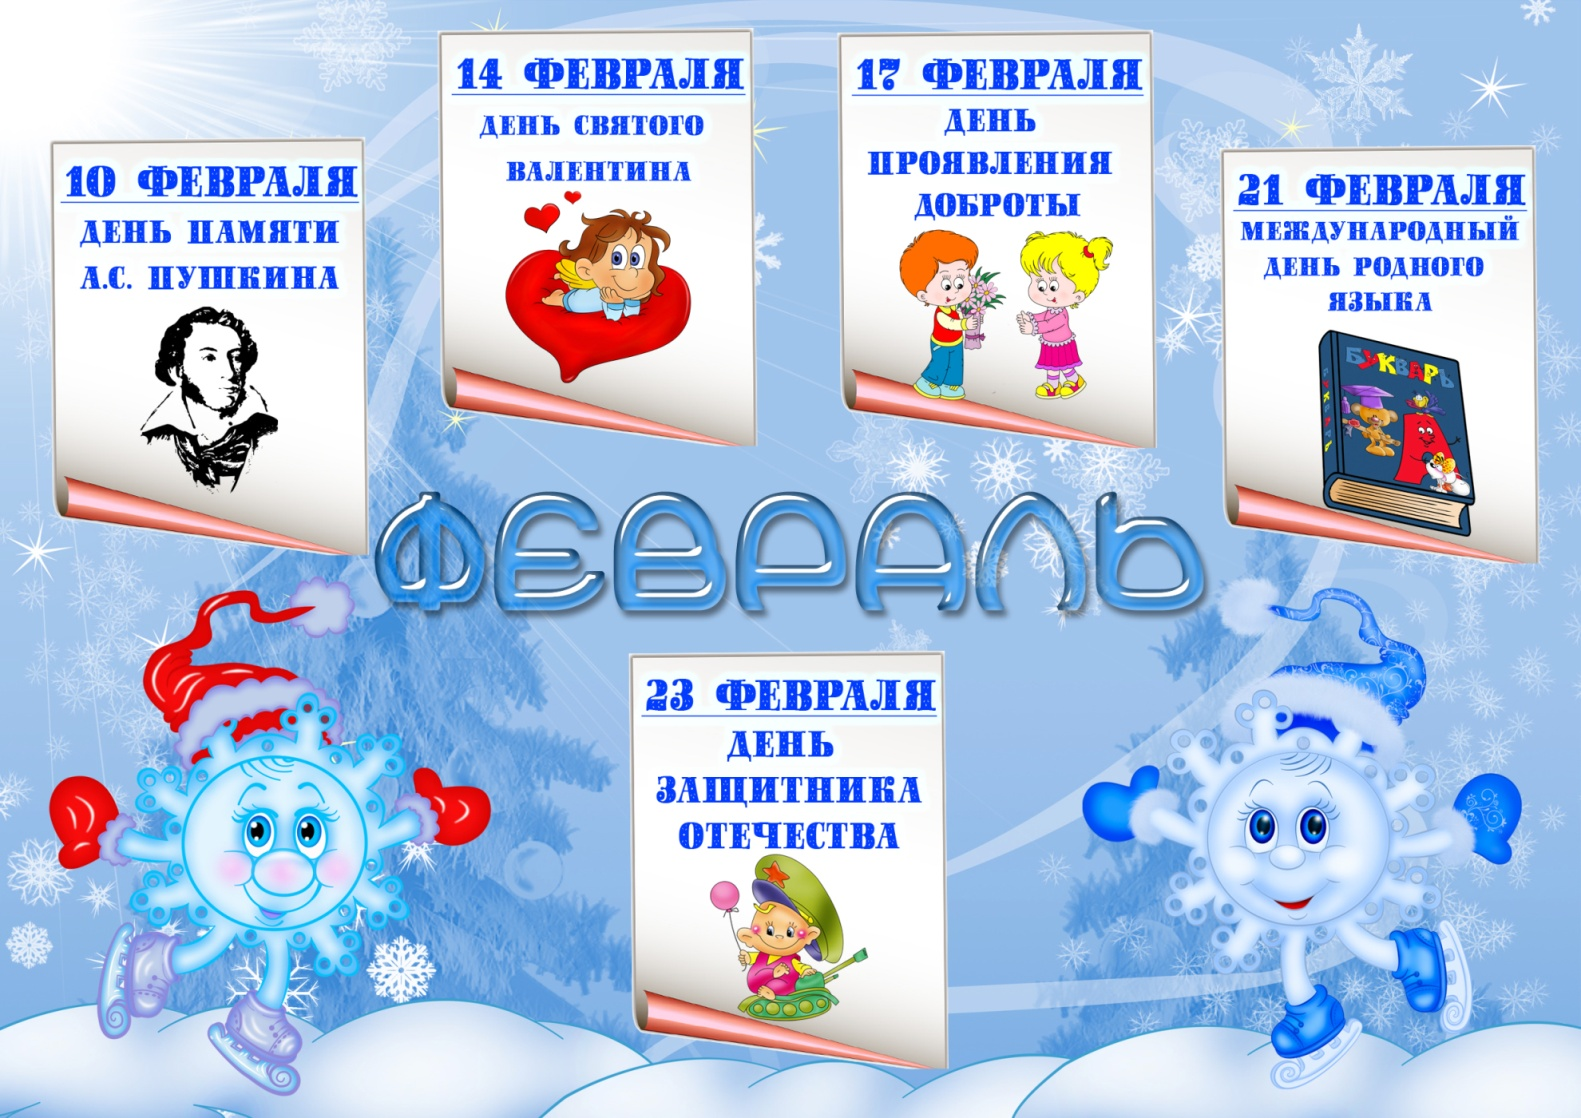 10 ФЕВРАЛЯ
ДЕНЬ ПАМЯТИ
А.С. ПУШКИНА
14 ФЕВРАЛЯ
ДЕНЬ СВЯТОГО
ВАЛЕНТИНА
17 ФЕВРАЛЯ
ДЕНЬ
ПРОЯВЛЕНИЯ
ДОБРОТЫ
21 ФЕВРАЛЯ
МЕЖДУНАРОДНЫЙ
ДЕНЬ РОДНОГО
ЯЗЫКА
БУКВАРЬ
БУКВАРЬ
ФЕВРАЛЬ
23 ФЕВРАЛЯ
ДЕНЬ
ЗАЩИТНИКА
ОТЕЧЕСТВА